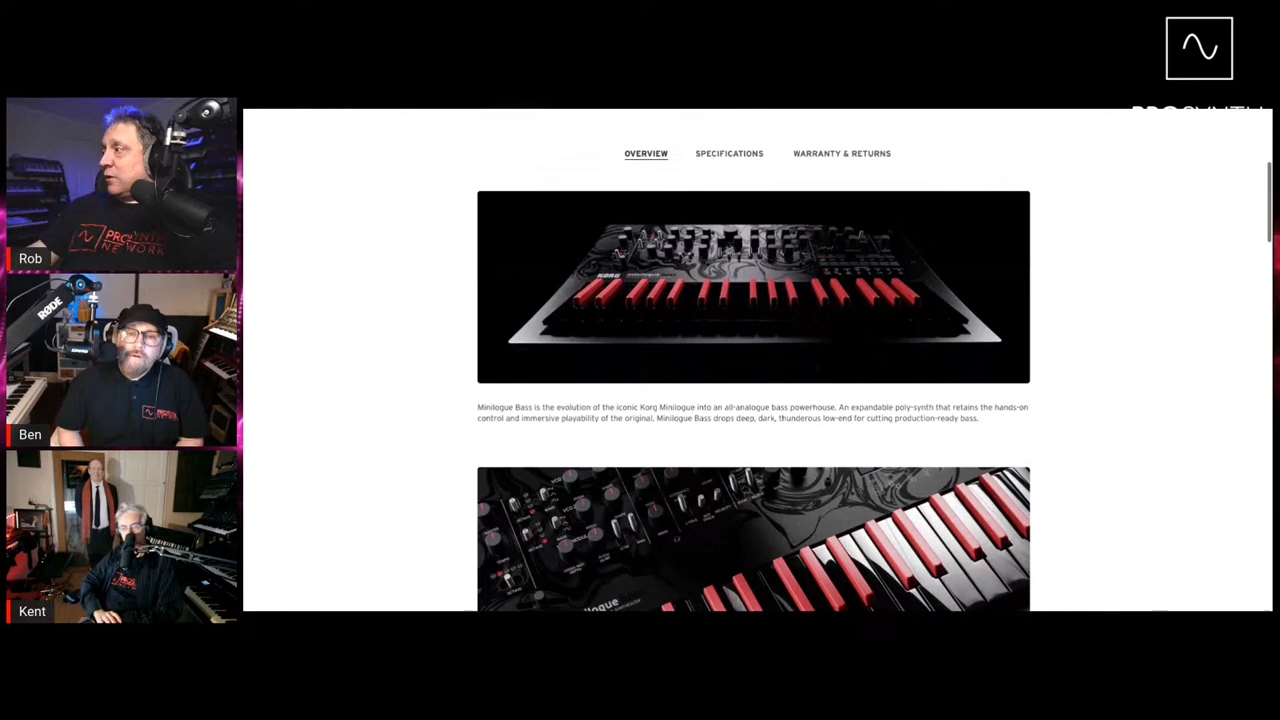 OVERVIEW
SPECIFICATIONS
WARRANTY & RETURNS
KORG
minilogue
Minilogue Bass is the evolution of the iconic Korg Minilogue into an all-analogue bass powerhouse. An expandable poly-synth that retains the hands-on
control and immersive playability of the original, Minilogue Bass drops deep, dark, thunderous low-end for cutting production-ready bass.
Rob
RØDE
Ben
Kent